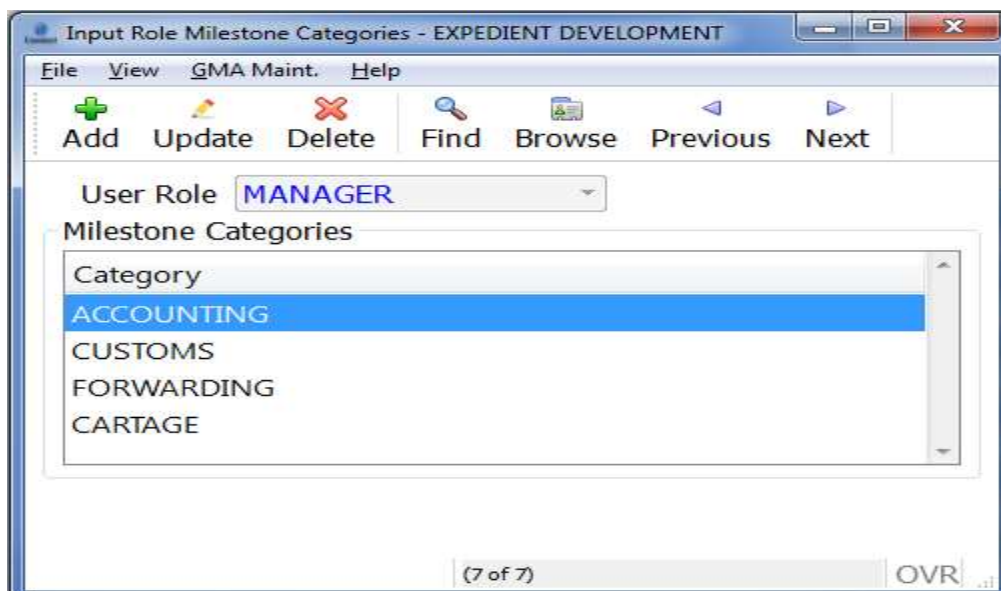 Input Role Milestone Categories - EXPEDIENT DEVELOPMENT
File View GMA Maint. Help
Add Update Delete Find Browse Previous Next
User Role MANAGER
Milestone Categories
Category
ACCOUNTING
CUSTOMS
FORWARDING
CARTAGE
(7 of 7) OVR